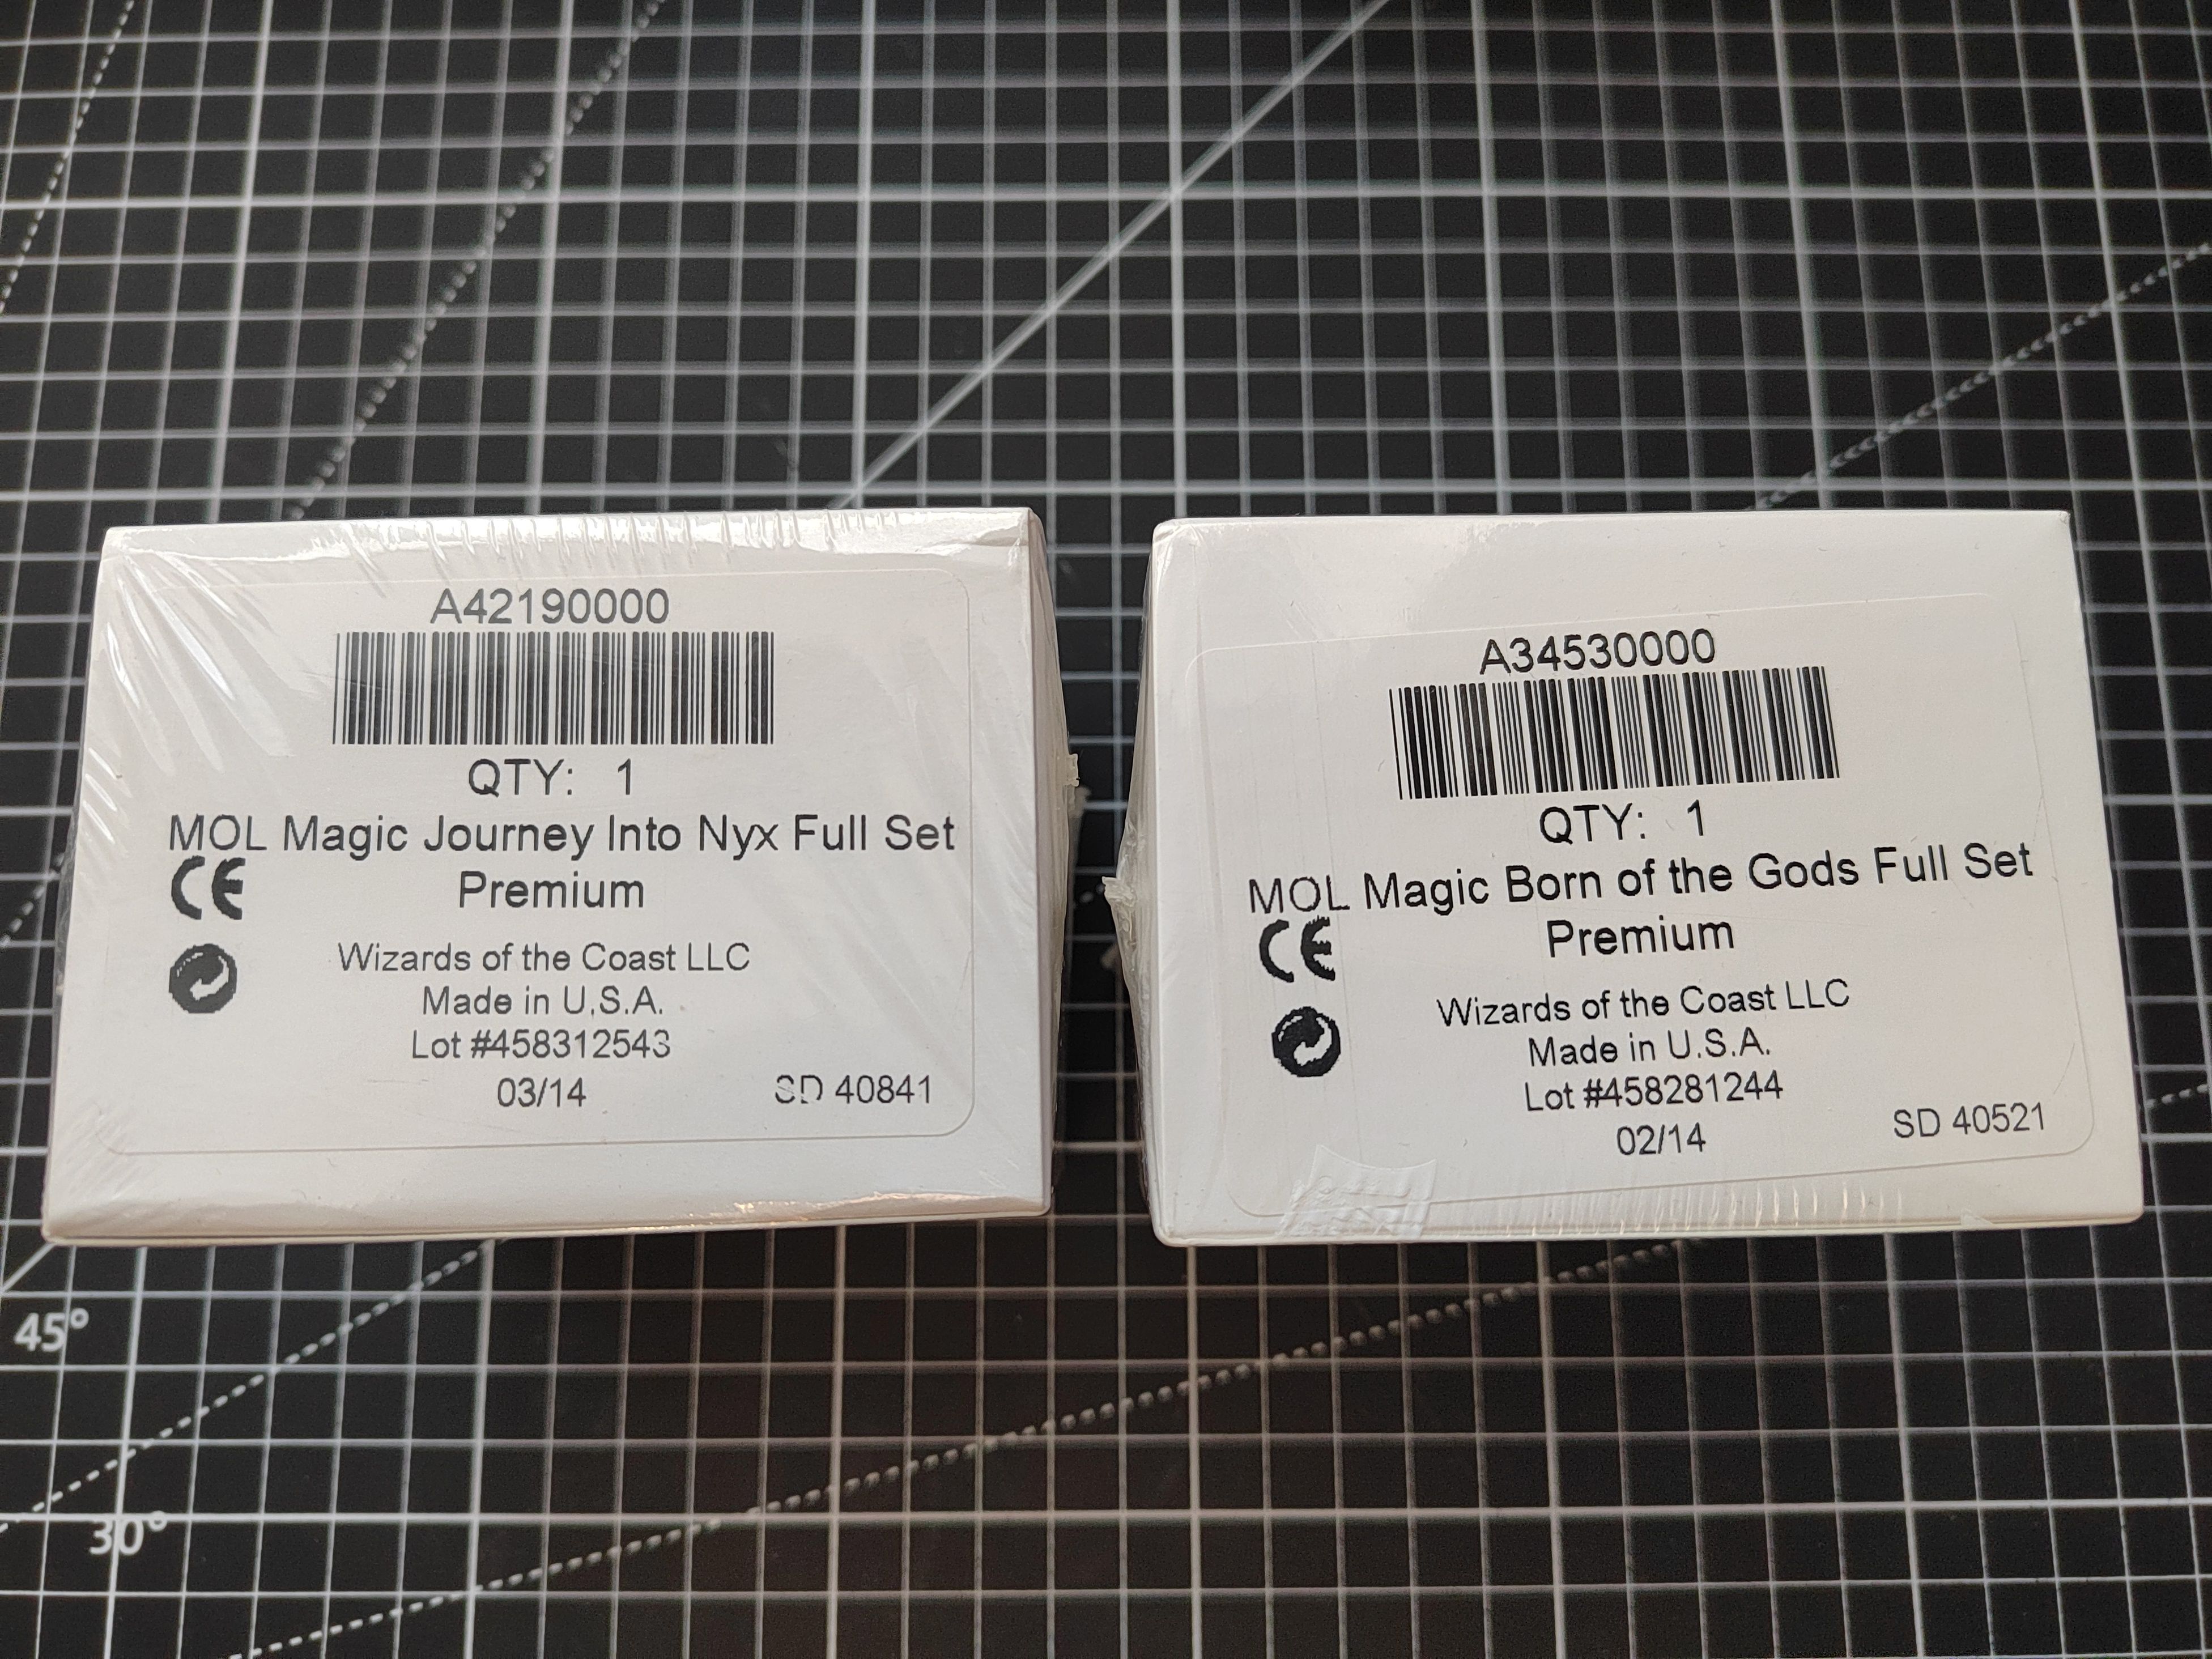 A42190000
QTY: 1
MOL Magic Journey Into Nyx Full Set
CE
Premium
Wizards of the Coast LLC
Made in U.S.A.
Lot #458312543
03/14
SD 40841
A34530000
QTY: 1
MOL Magic Born of the Gods Full Set
CE
Premium
Wizards of the Coast LLC
Made in U.S.A.
Lot #458281244
02/14
SD 40521
45°
30°